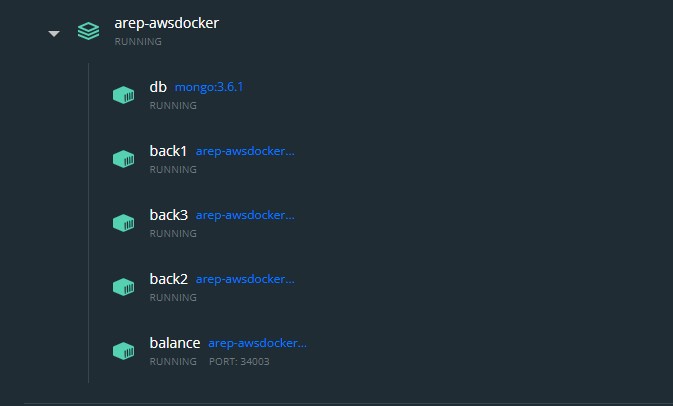 arep-awsdocker
RUNNING
db mongo:3.6.1
RUNNING
back1 arep-awsdocker...
RUNNING
back3 arep-awsdocker...
RUNNING
back2 arep-awsdocker...
RUNNING
balance arep-awsdocker...
RUNNING PORT: 34003